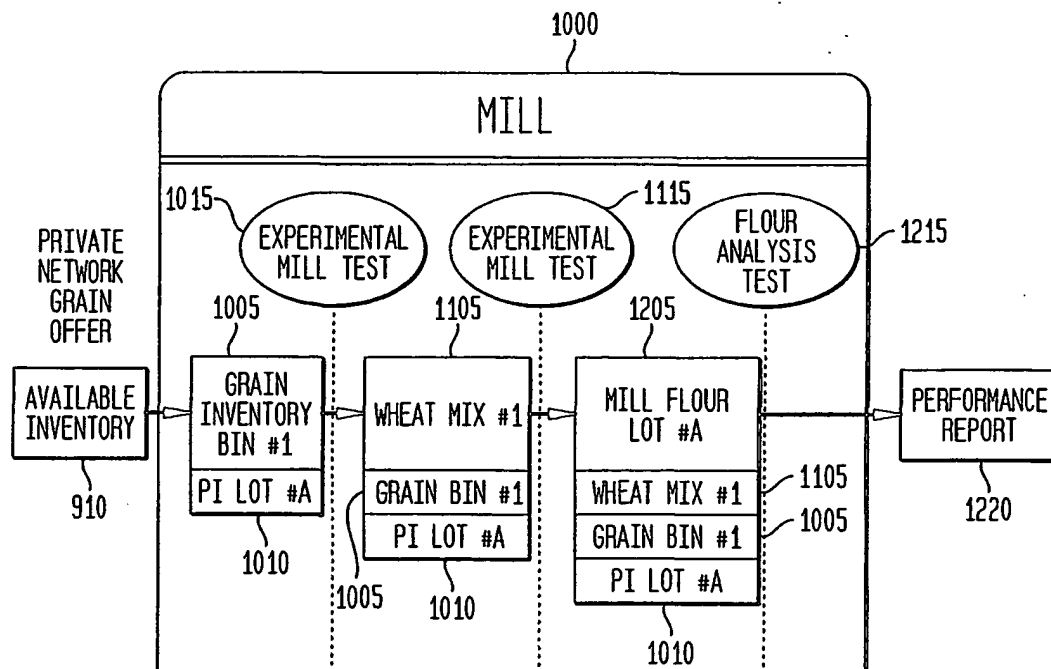 1000
MILL
1015
EXPERIMENTAL
MILL TEST
1115
EXPERIMENTAL
MILL TEST
FLOUR
ANALYSIS
TEST
1215
PRIVATE
NETWORK
GRAIN
OFFER
AVAILABLE
INVENTORY
910
1005
GRAIN
INVENTORY
BIN #1
PI LOT #A
1010
1105
WHEAT MIX #1
GRAIN BIN #1
PI LOT #A
1005
1010
1205
MILL FLOUR
LOT #A
WHEAT MIX #1
1105
GRAIN BIN #1
1005
PI LOT #A
1010
PERFORMANCE
REPORT
1220